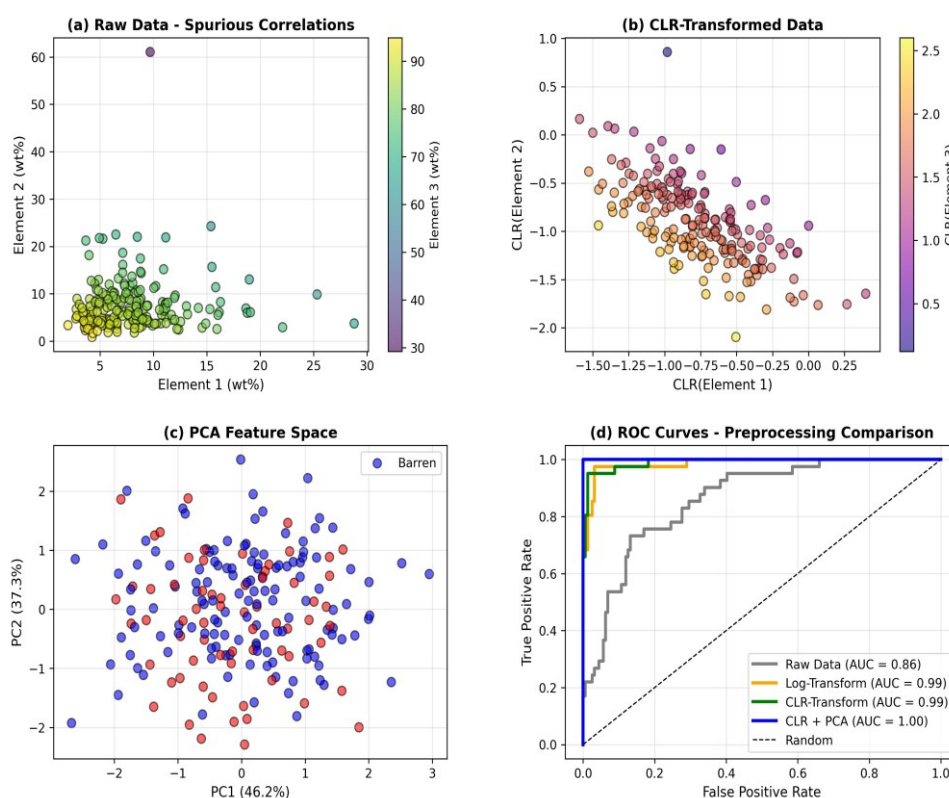 (a) Raw Data - Spurious Correlations
60
50
40
30
20
10
0
Element 2 (wt%)
5 10 15 20 25 30
Element 1 (wt%)
90
80
70
60
50
40
30
Element 3 (wt%)
(b) CLR-Transformed Data
1.0
0.5
0.0
−0.5
−1.0
−1.5
−2.0
CLR(Element 2)
−1.50 −1.25 −1.00 −0.75 −0.50 −0.25 0.00 0.25
CLR(Element 1)
2.5
2.0
1.5
1.0
0.5
CLR(Element 3)
(c) PCA Feature Space
Barren
2
1
0
−1
−2
PC2 (37.3%)
−2 −1 0 1 2 3
PC1 (46.2%)
(d) ROC Curves - Preprocessing Comparison
1.0
0.8
0.6
0.4
0.2
0.0
True Positive Rate
Raw Data (AUC = 0.86)
Log-Transform (AUC = 0.99)
CLR-Transform (AUC = 0.99)
CLR + PCA (AUC = 1.00)
Random
0.0 0.2 0.4 0.6 0.8 1.0
False Positive Rate